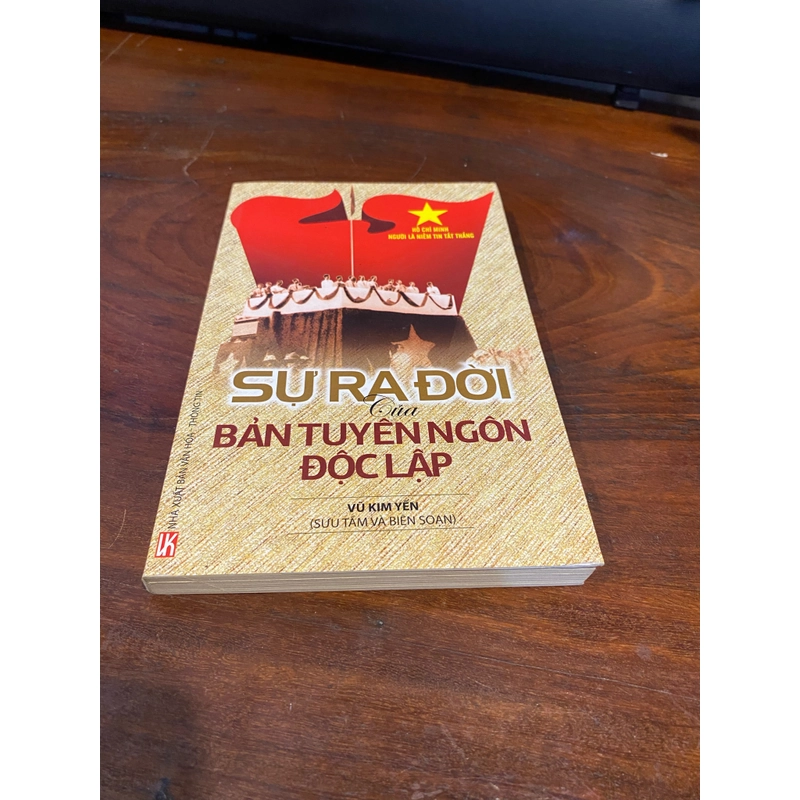 HỒ CHÍ MINH
NGƯỜI LÀ NIỀM TIN TẤT THẮNG
SỰ RA ĐỜI
Của
BẢN TUYÊN NGÔN
ĐỘC LẬP
VŨ KIM YẾN
(SƯU TẦM VÀ BIÊN SOẠN)
NHÀ XUẤT BẢN VĂN HÓA - THÔNG TIN